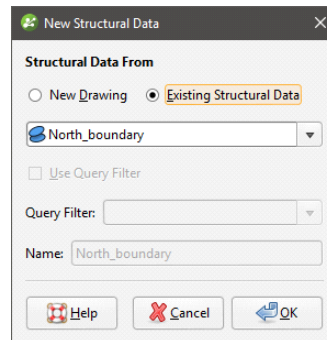 New Structural Data
Structural Data From
New Drawing
Existing Structural Data
North_boundary
Use Query Filter
Query Filter:
Name: North_boundary
Help
Cancel
OK